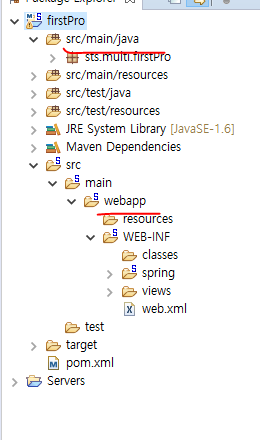 Package Explorer
firstPro
src/main/java
sts.multi.firstPro
src/main/resources
src/test/java
src/test/resources
JRE System Library [JavaSE-1.6]
Maven Dependencies
src
main
webapp
resources
WEB-INF
classes
spring
views
web.xml
test
target
pom.xml
Servers